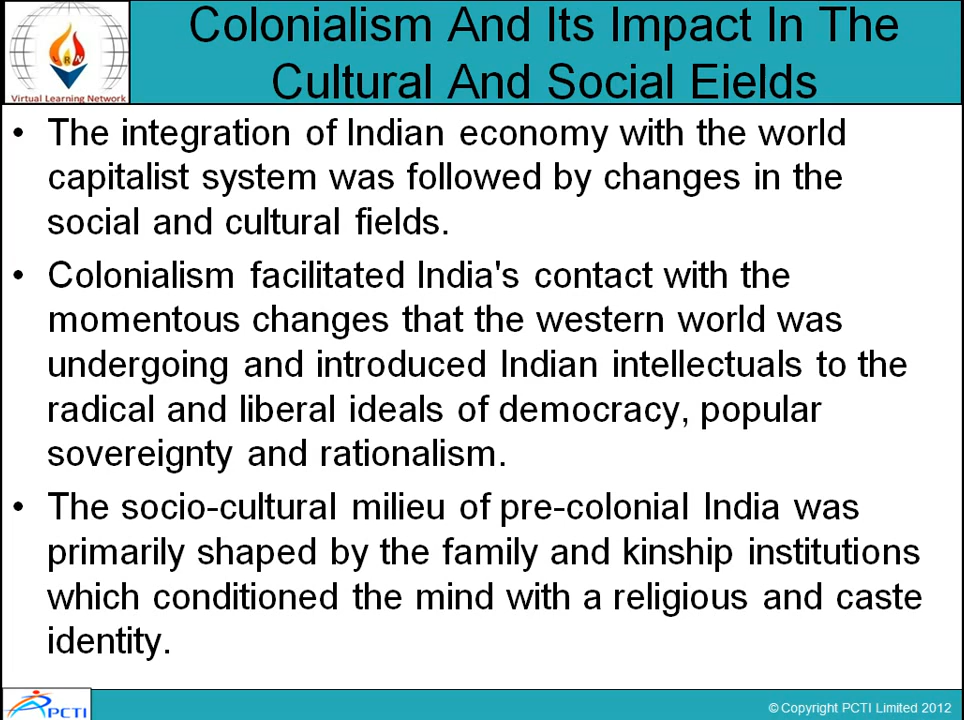 Colonialism And Its Impact In The
Cultural And Social Eields
BRN
Virtual Learning Network
• The integration of Indian economy with the world
capitalist system was followed by changes in the
social and cultural fields.
• Colonialism facilitated India's contact with the
momentous changes that the western world was
undergoing and introduced Indian intellectuals to the
radical and liberal ideals of democracy, popular
sovereignty and rationalism.
• The socio-cultural milieu of pre-colonial India was
primarily shaped by the family and kinship institutions
which conditioned the mind with a religious and caste
identity.
PCTI
© Copyright PCTI Limited 2012